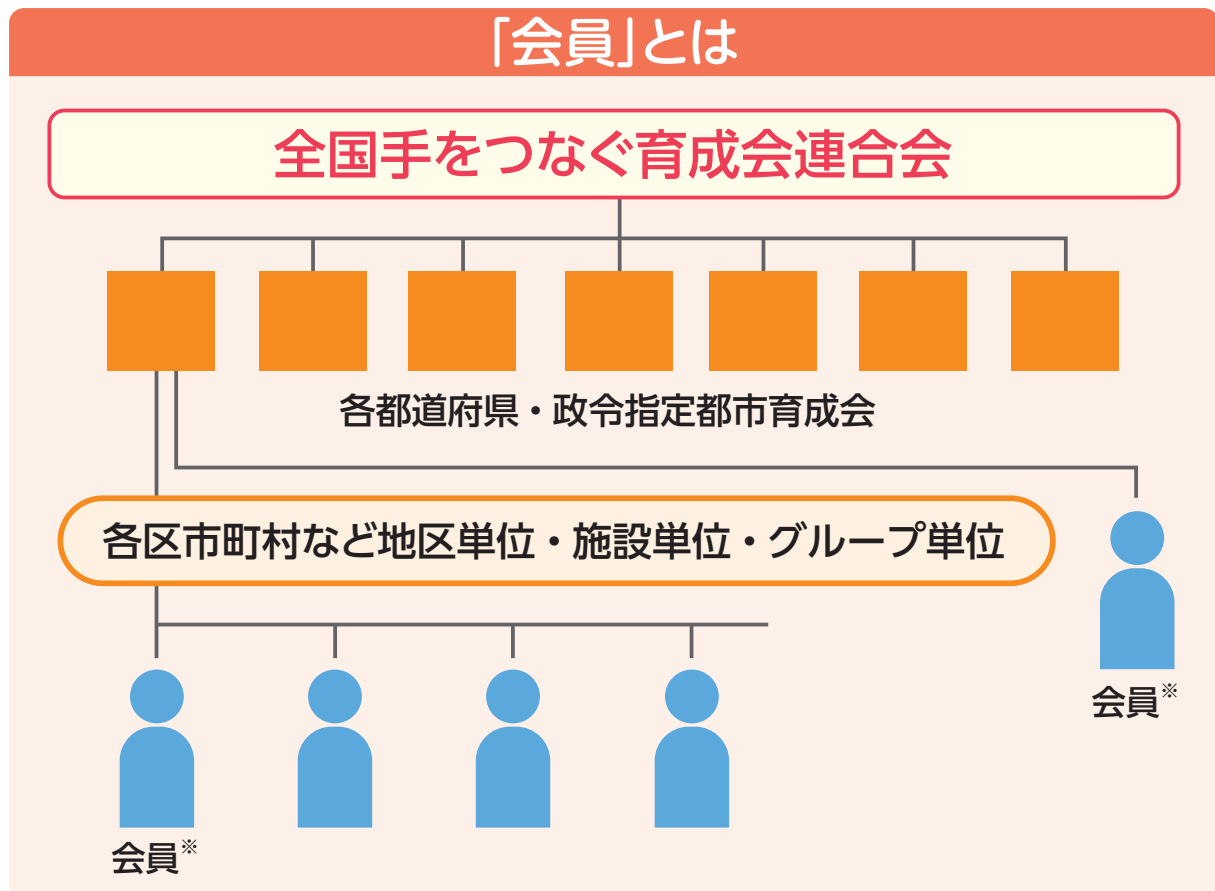 「会員」とは
全国手をつなぐ育成会連合会
各都道府県・政令指定都市育成会
各区市町村など地区単位・施設単位・グループ単位
会員※
会員※